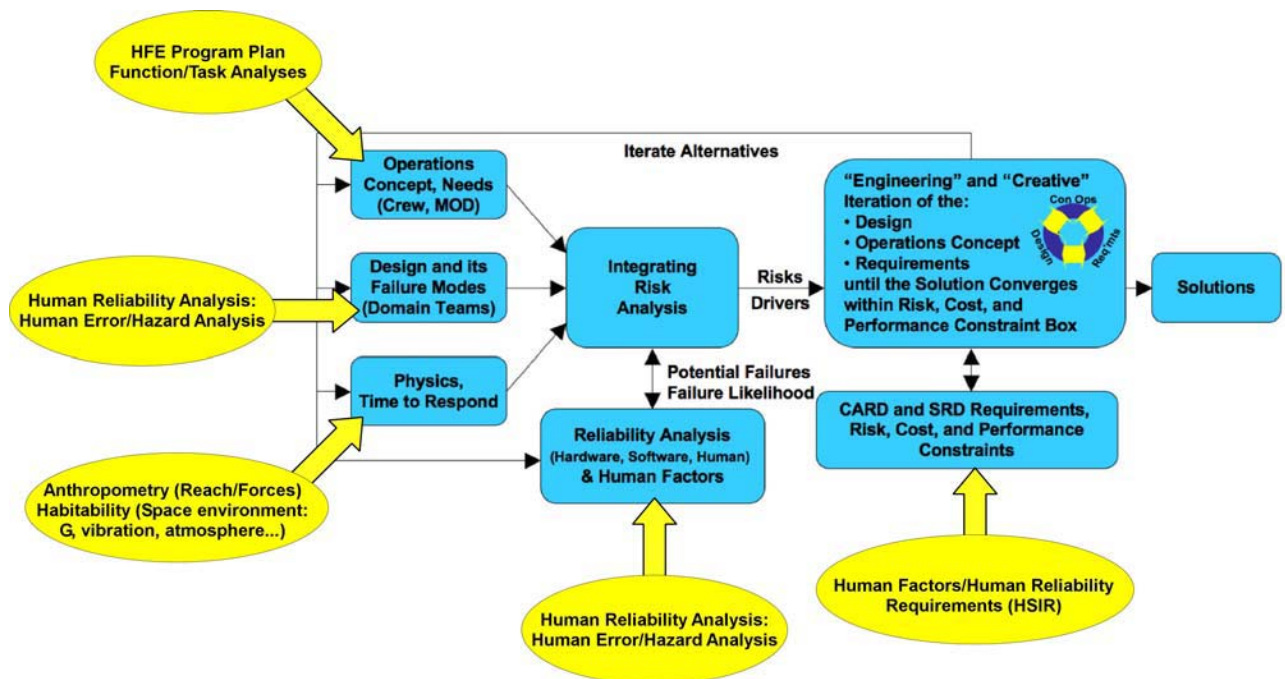 HFE Program Plan
Function/Task Analyses
Iterate Alternatives
Operations
Concept, Needs
(Crew, MOD)
"Engineering" and "Creative"
Iteration of the:
• Design
• Operations Concept
• Requirements
until the Solution Converges
within Risk, Cost, and
Performance Constraint Box
Con Ops
Design
Req'mts
Human Reliability Analysis:
Human Error/Hazard Analysis
Design and its
Failure Modes
(Domain Teams)
Integrating
Risk
Analysis
Risks
Drivers
Solutions
Physics,
Time to Respond
Potential Failures
Failure Likelihood
CARD and SRD Requirements,
Risk, Cost, and Performance
Constraints
Reliability Analysis
(Hardware, Software, Human)
& Human Factors
Anthropometry (Reach/Forces)
Habitability (Space environment:
G, vibration, atmosphere...)
Human Reliability Analysis:
Human Error/Hazard Analysis
Human Factors/Human Reliability
Requirements (HSIR)